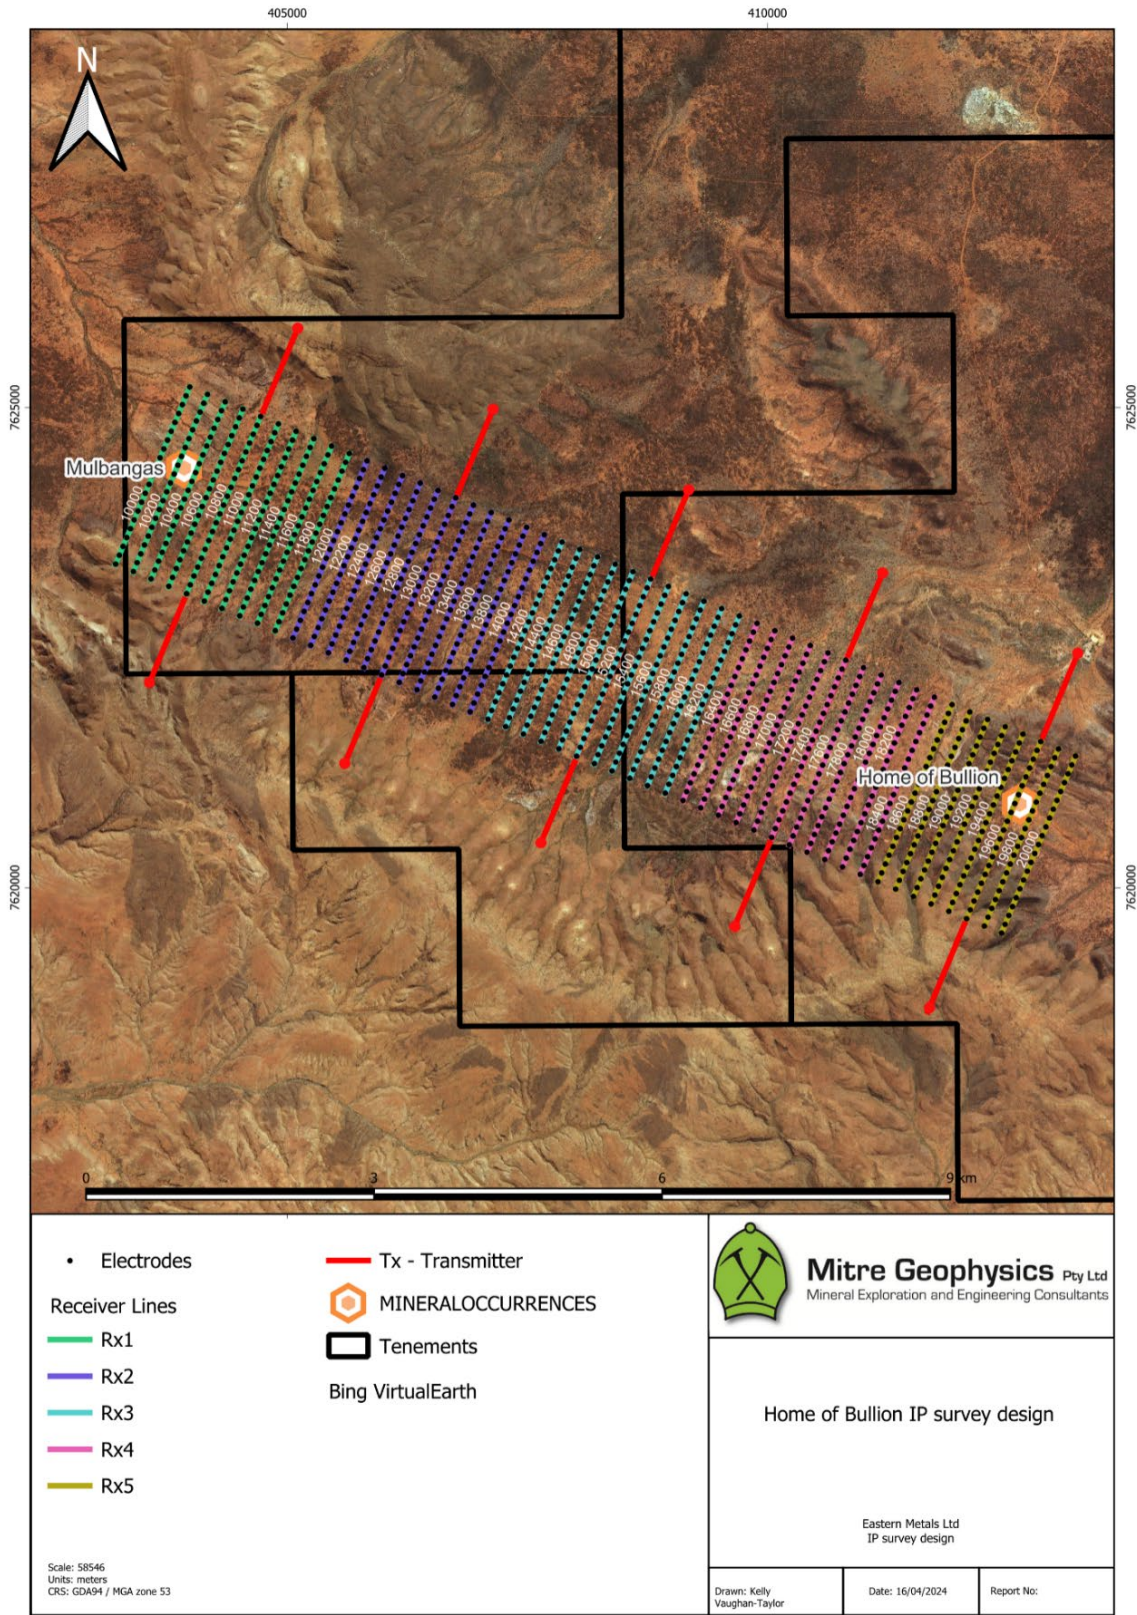 405000
410000
N
7625000
7625000
Mulbangas
10000
10200
10400
10600
10800
11000
11200
11400
11600
11800
12000
12200
12400
12600
12800
13000
13200
13400
13600
13800
14000
14200
14400
14600
14800
15000
15200
15400
15600
15800
16000
16200
16400
16600
16800
17000
17200
17400
17600
17800
18000
18200
Home of Bullion
18400
18600
18800
19000
19200
19400
19600
19800
20000
7620000
7620000
0
3
6
9 km
Electrodes
Receiver Lines
Rx1
Rx2
Rx3
Rx4
Rx5
Tx - Transmitter
MINERALOCCURRENCES
Tenements
Bing VirtualEarth
Scale: 58546
Units: meters
CRS: GDA94 / MGA zone 53
Mitre Geophysics Pty Ltd
Mineral Exploration and Engineering Consultants
Home of Bullion IP survey design
Eastern Metals Ltd
IP survey design
Drawn: Kelly
Vaughan-Taylor
Date: 16/04/2024
Report No: